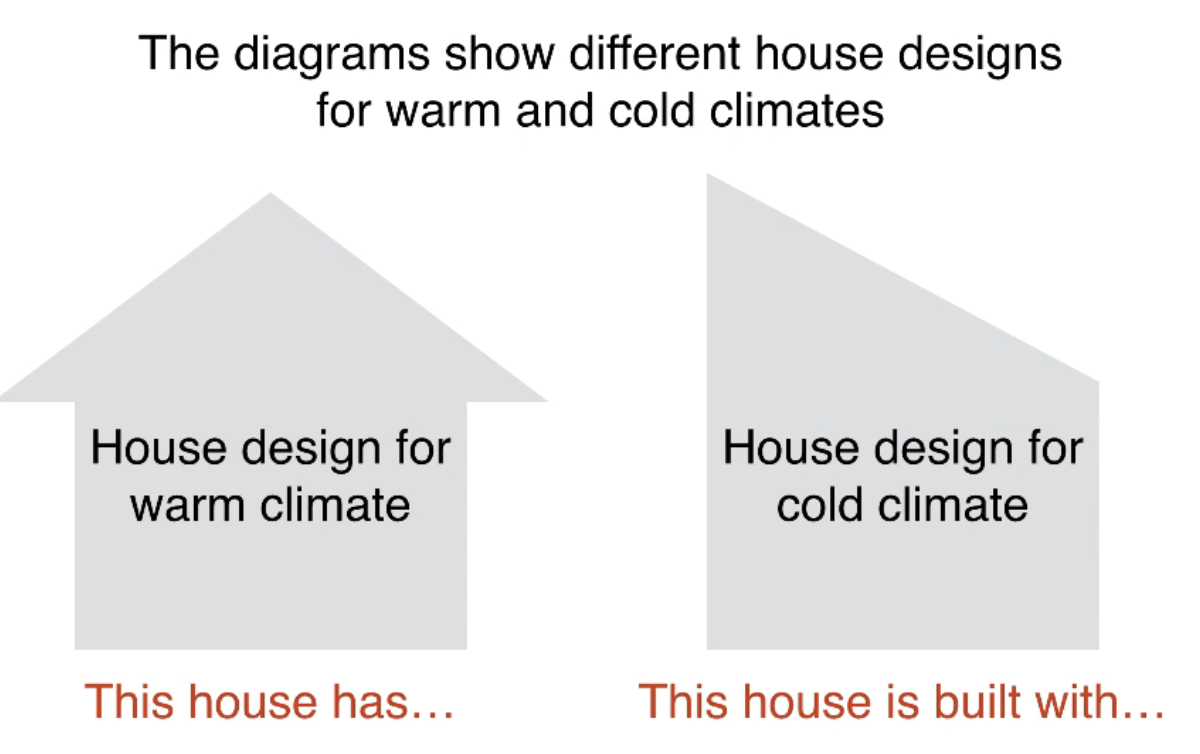 The diagrams show different house designs
for warm and cold climates
House design for
warm climate
House design for
cold climate
This house has…
This house is built with…